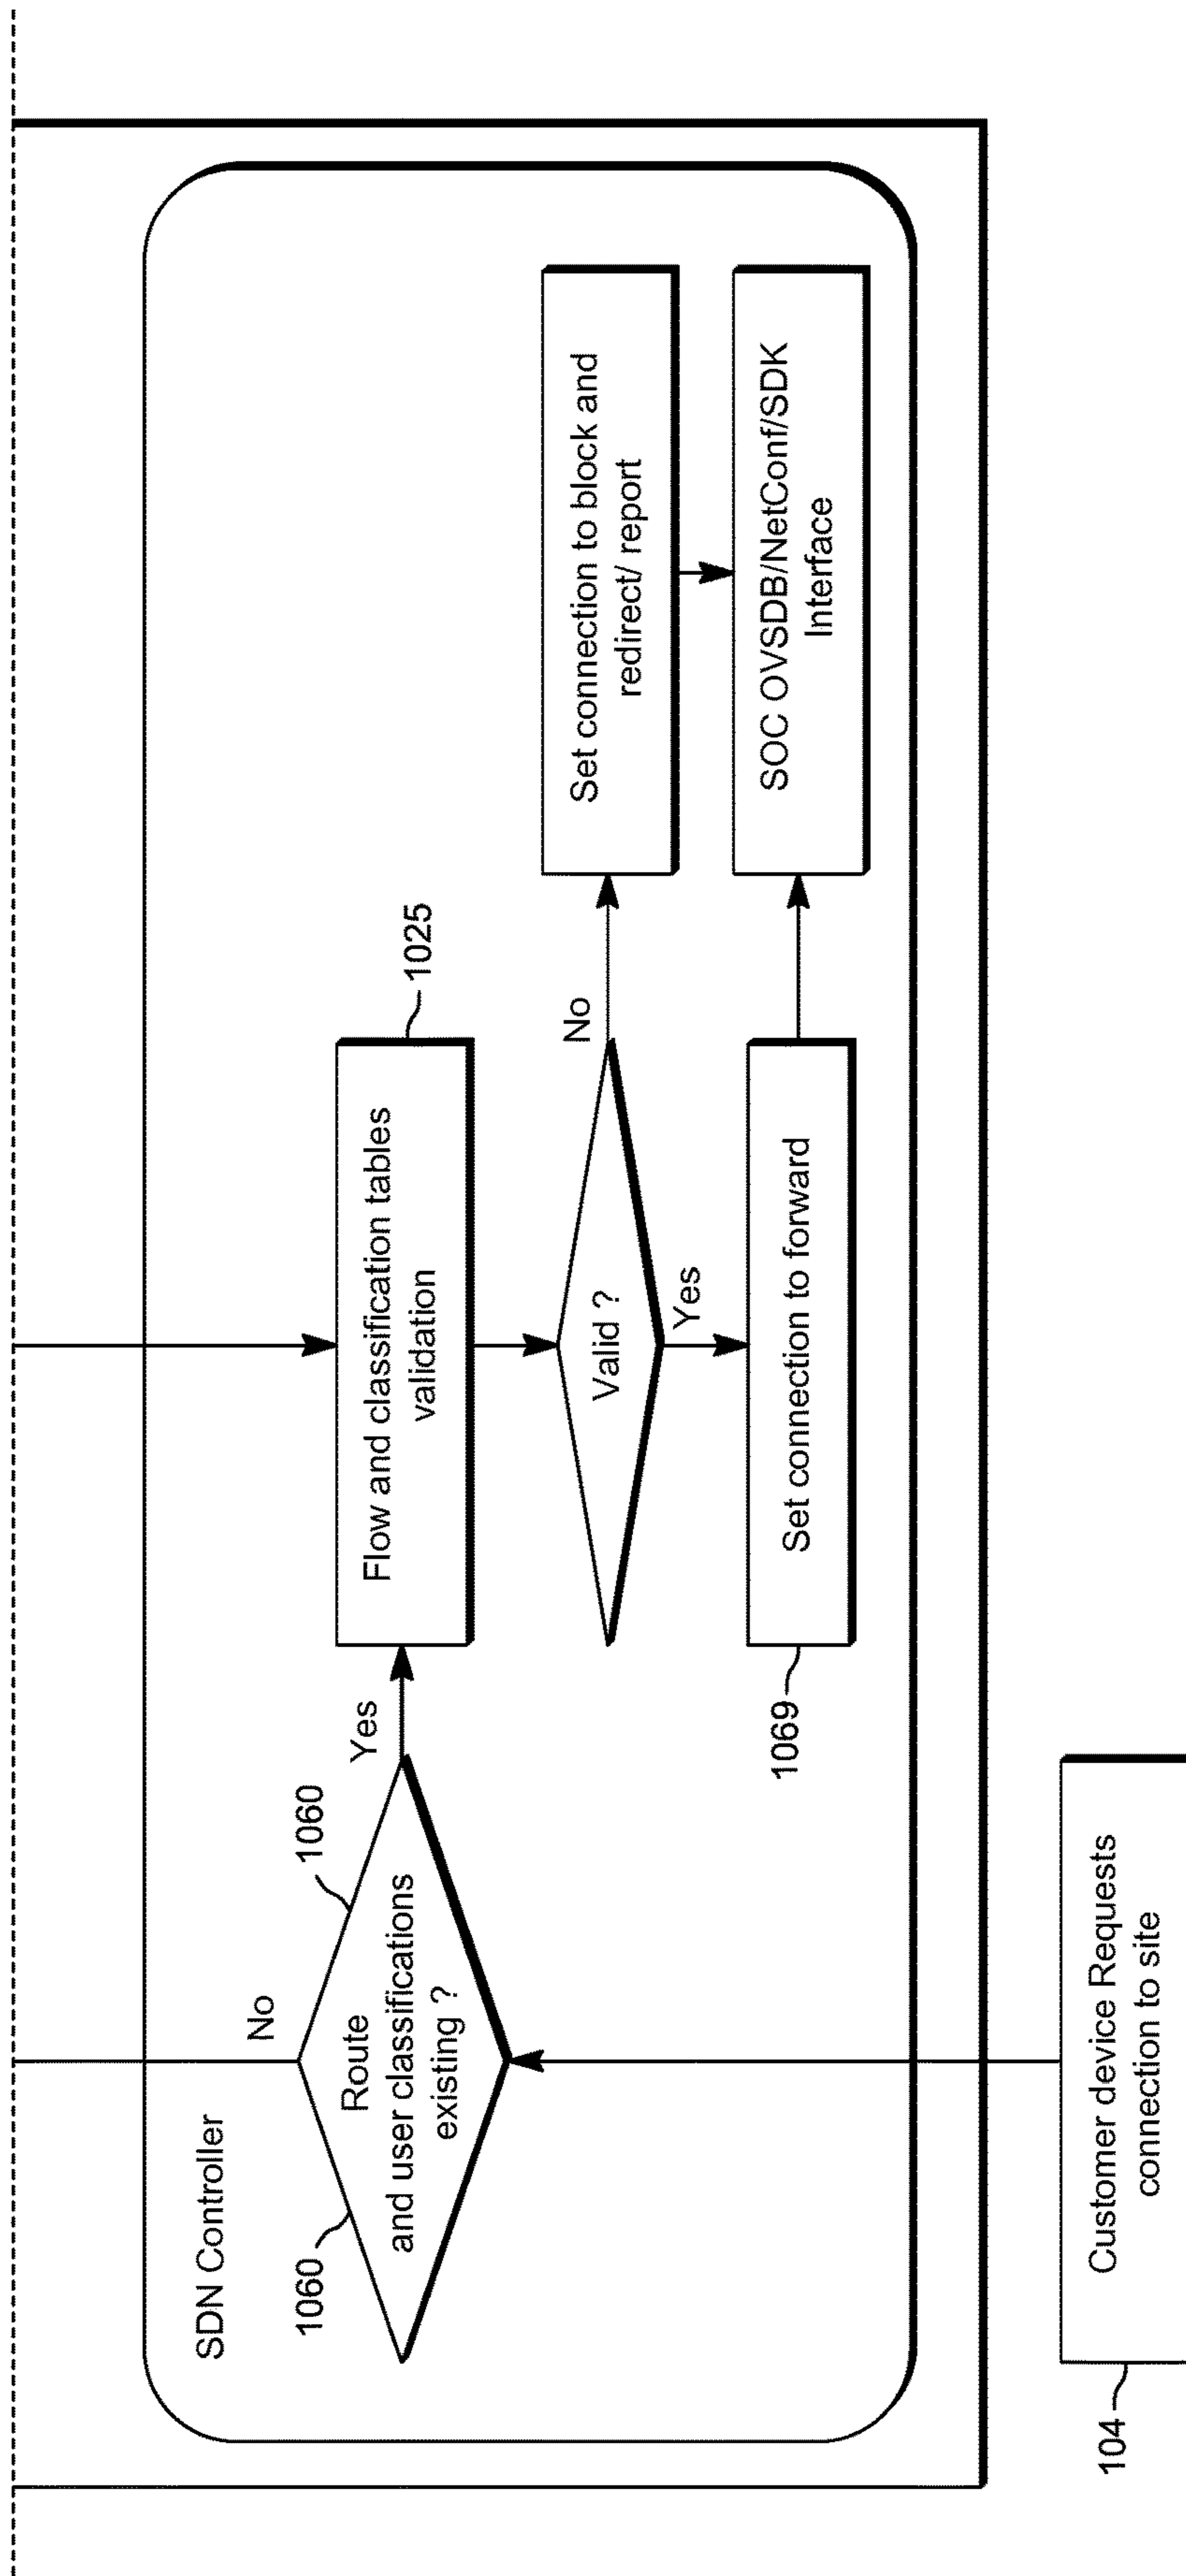 SDN Controller
No
1060
1060
Route
and user classifications
existing ?
Yes
Flow and classification tables
validation
1025
Valid ?
No
Yes
Set connection to block and
redirect/ report
1069
Set connection to forward
SOC OVSDB/NetConf/SDK
Interface
104
Customer device Requests
connection to site